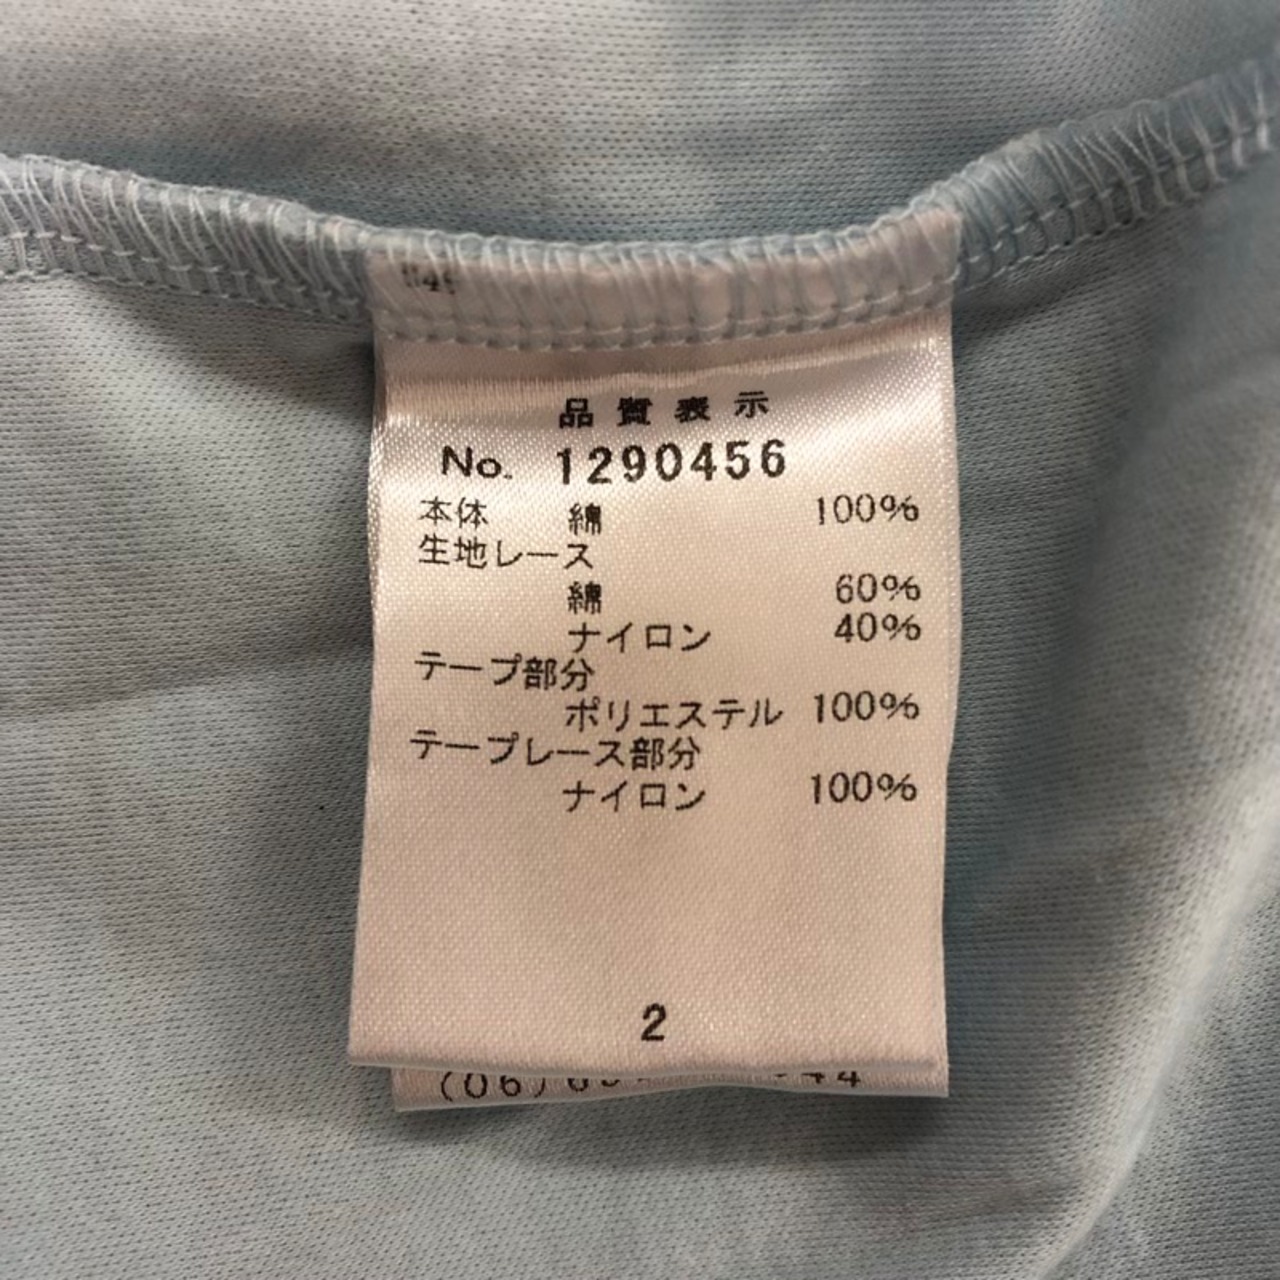 品質表示
No. 1290456
本体 綿 100%
生地レース
綿 60%
ナイロン 40%
テープ部分
ポリエステル 100%
テープレース部分
ナイロン 100%
2
(06)